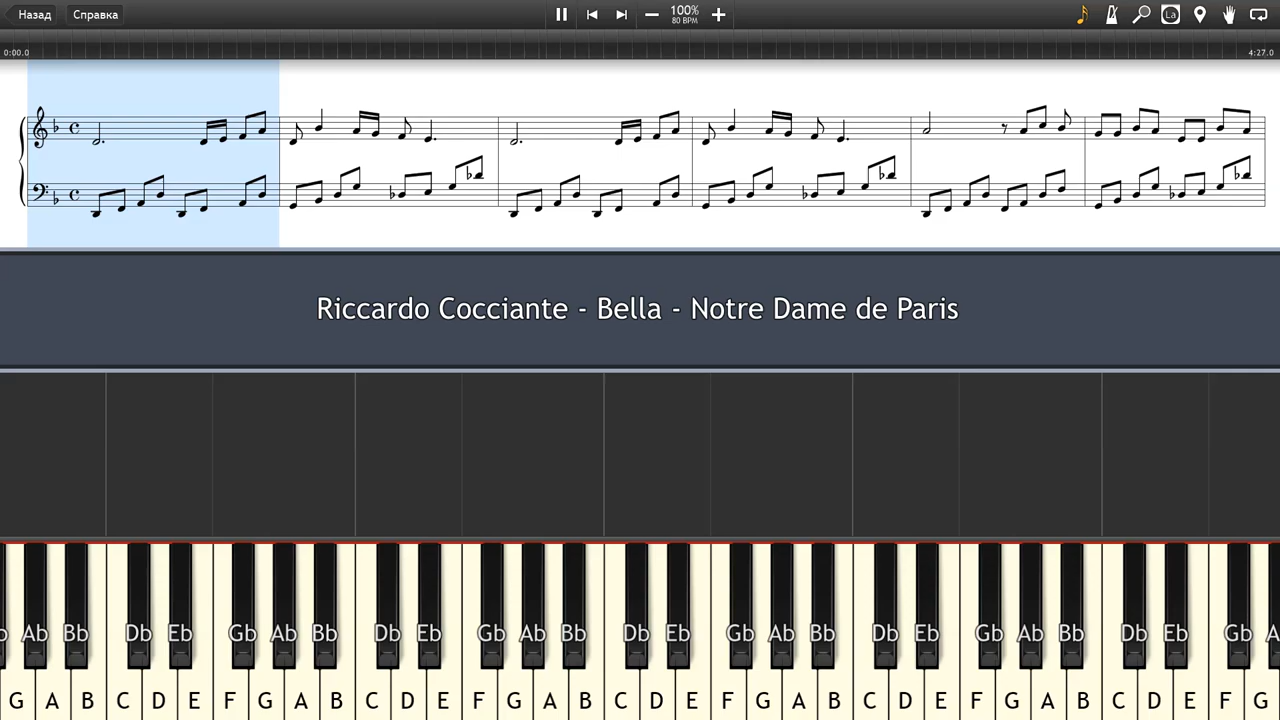 Назад Справка 100% La
80 BPM
0:00.0 4:27.0
Riccardo Cocciante - Bella - Notre Dame de Paris
Ab Bb Db Eb Gb Ab Bb Db Eb Gb Ab Bb Db Eb Gb Ab Bb Db Eb Gb Ab Bb Db Eb Gb
G A B C D E F G A B C D E F G A B C D E F G A B C D E F G A B C D E F G